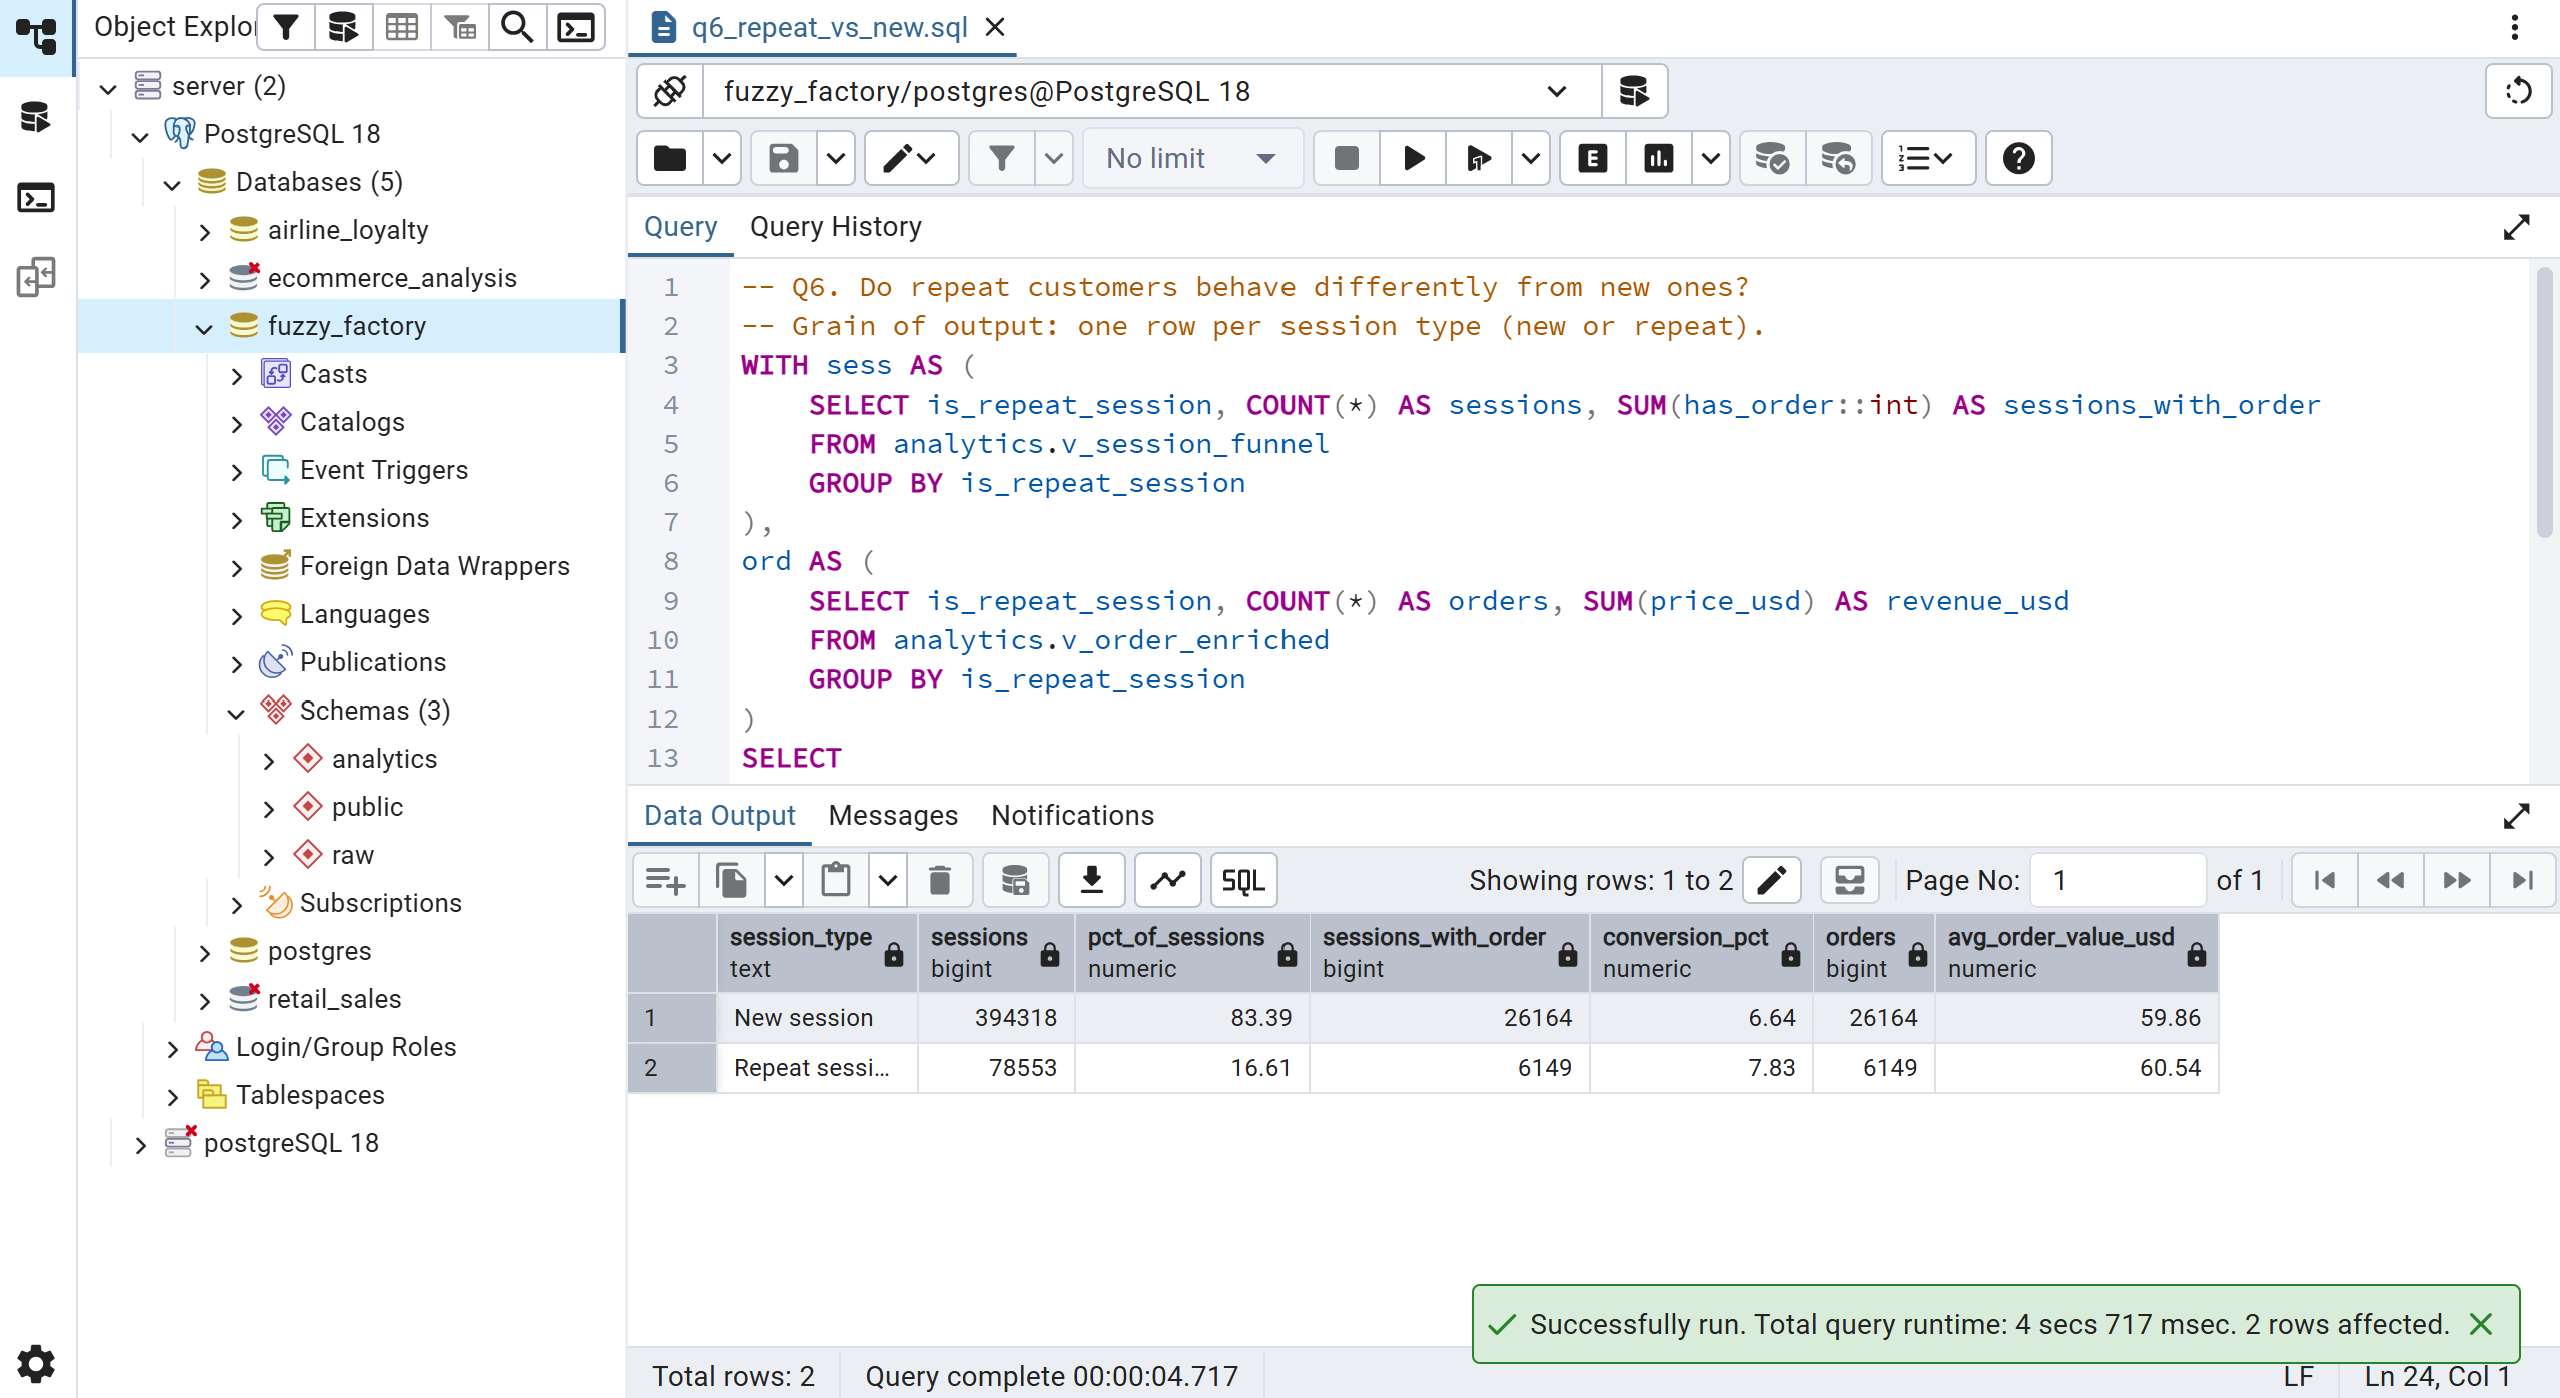 Object Explo
q6_repeat_vs_new.sql
server (2)
PostgreSQL 18
Databases (5)
airline_loyalty
ecommerce_analysis
fuzzy_factory
Casts
Catalogs
Event Triggers
Extensions
Foreign Data Wrappers
Languages
Publications
Schemas (3)
analytics
public
raw
Subscriptions
postgres
retail_sales
Login/Group Roles
Tablespaces
postgreSQL 18
fuzzy_factory/postgres@PostgreSQL 18
No limit
E
Query Query History
1 -- Q6. Do repeat customers behave differently from new ones?
2 -- Grain of output: one row per session type (new or repeat).
3 WITH sess AS (
4 SELECT is_repeat_session, COUNT(*) AS sessions, SUM(has_order::int) AS sessions_with_order
5 FROM analytics.v_session_funnel
6 GROUP BY is_repeat_session
7 ),
8 ord AS (
9 SELECT is_repeat_session, COUNT(*) AS orders, SUM(price_usd) AS revenue_usd
10 FROM analytics.v_order_enriched
11 GROUP BY is_repeat_session
12 )
13 SELECT
Data Output Messages Notifications
SQL Showing rows: 1 to 2 Page No: 1 of 1
session_type sessions pct_of_sessions sessions_with_order conversion_pct orders avg_order_value_usd
text bigint numeric bigint numeric bigint numeric
1 New session 394318 83.39 26164 6.64 26164 59.86
2 Repeat sessi... 78553 16.61 6149 7.83 6149 60.54
Successfully run. Total query runtime: 4 secs 717 msec. 2 rows affected.
Total rows: 2 Query complete 00:00:04.717 LF Ln 24, Col 1